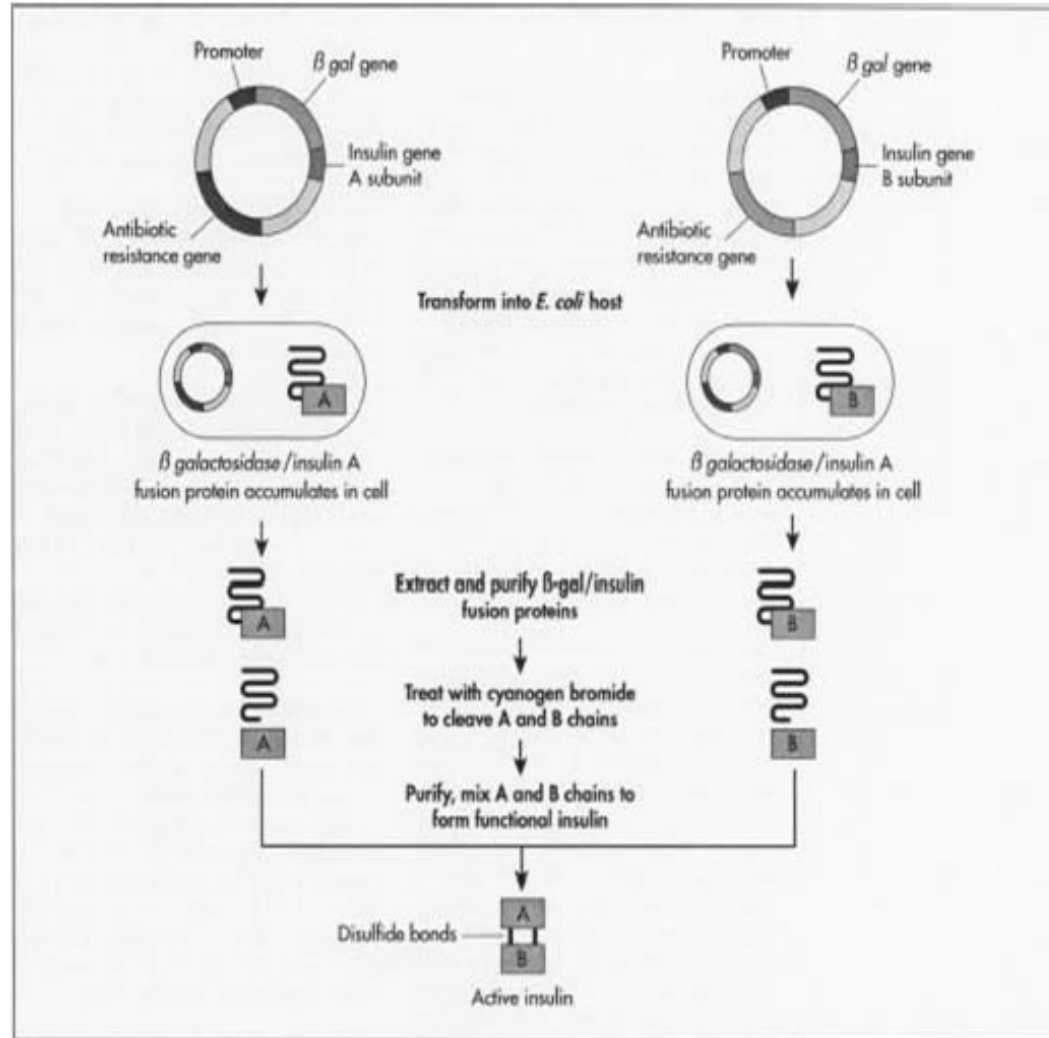 Promoter
β gal gene
Insulin gene
A subunit
Antibiotic
resistance gene
Promoter
β gal gene
Insulin gene
B subunit
Antibiotic
resistance gene
Transform into E. coli host
A
B
β galactosidase/insulin A
fusion protein accumulates in cell
β galactosidase/insulin A
fusion protein accumulates in cell
A
Extract and purify β-gal/insulin
fusion proteins
B
A
Treat with cyanogen bromide
to cleave A and B chains
B
Purify, mix A and B chains to
form functional insulin
A
Disulfide bonds
B
Active insulin